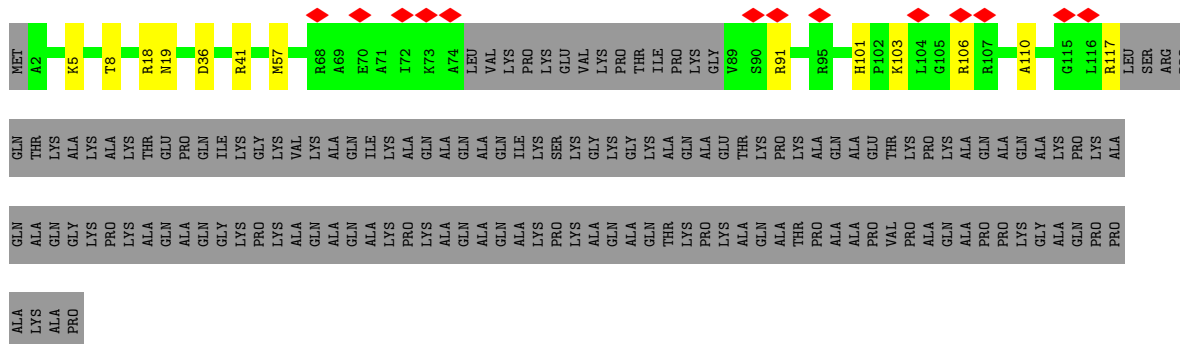 MET A2 K5 T8 R18 N19 D36 R41 M57 R68 A69 E70 A71 I72 K73 A74 LEU VAL LYS PRO LYS GLU VAL LYS PRO THR ILE PRO LYS GLY V89 S90 R91 R95 H101 P102 K103 L104 G105 R106 R107 A110 G115 L116 R117 LEU SER ARG
GLN THR LYS ALA LYS ALA LYS THR GLU PRO GLN ILE LYS GLY LYS VAL LYS ALA GLN ILE LYS ALA GLN ALA GLN ALA GLN ILE LYS SER LYS GLY LYS GLY LYS ALA GLN ALA GLU THR LYS PRO LYS ALA GLN ALA GLU THR LYS PRO LYS ALA GLN ALA GLN ALA LYS PRO LYS ALA
GLN ALA GLN GLY LYS PRO LYS ALA GLN ALA GLN GLY LYS PRO LYS ALA GLN ALA GLN ALA LYS PRO LYS ALA GLN ALA GLN ALA LYS PRO LYS ALA GLN ALA GLN THR LYS PRO LYS ALA GLN ALA THR PRO ALA ALA PRO VAL PRO ALA GLN ALA PRO PRO LYS GLY ALA GLN PRO PRO
ALA LYS ALA PRO